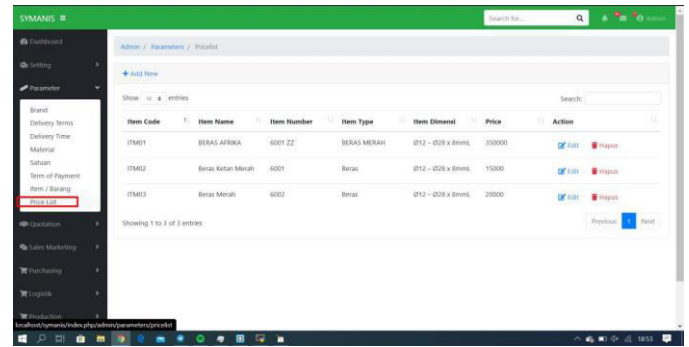 SYMANIS
Search for...
Admin
Dashboard
Admin / Parameters / Pricelist
Setting
+ Add New
Parameter
Show 10 entries
Search:
Brand
Delivery Terms
Delivery Time
Material
Satuan
Term of Payment
Item / Barang
Price List
Item Code Item Name Item Number Item Type Item Dimensi Price Action
ITM01 BERAS AFRIKA 6001 ZZ BERAS MERAH Ø12 – Ø28 x 8mmL 350000 Edit Hapus
ITM02 Beras Ketan Merah 6001 Beras Ø12 – Ø28 x 8mmL 15000 Edit Hapus
ITM03 Beras Merah 6002 Beras Ø12 – Ø28 x 8mmL 20000 Edit Hapus
Showing 1 to 3 of 3 entries
Previous 1 Next
Quotation
Sales Marketing
Purchasing
Logistik
Production
localhost/symanis/index.php/admin/parameters/pricelist
18:53